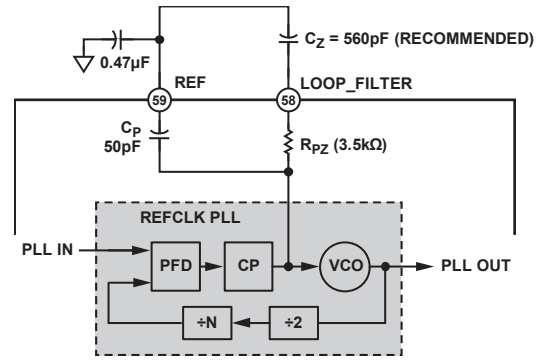 0.47µF
C_Z = 560pF (RECOMMENDED)
REF
LOOP_FILTER
59
58
C_P
50pF
R_PZ (3.5kΩ)
REFCLK PLL
PLL IN
PFD
CP
VCO
PLL OUT
÷N
÷2